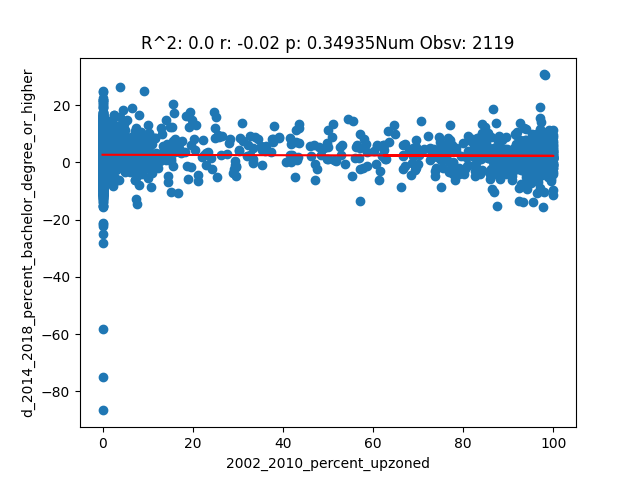 R^2: 0.0 r: -0.02 p: 0.34935Num Obsv: 2119
d_2014_2018_percent_bachelor_degree_or_higher
20
0
−20
−40
−60
−80
0 20 40 60 80 100
2002_2010_percent_upzoned